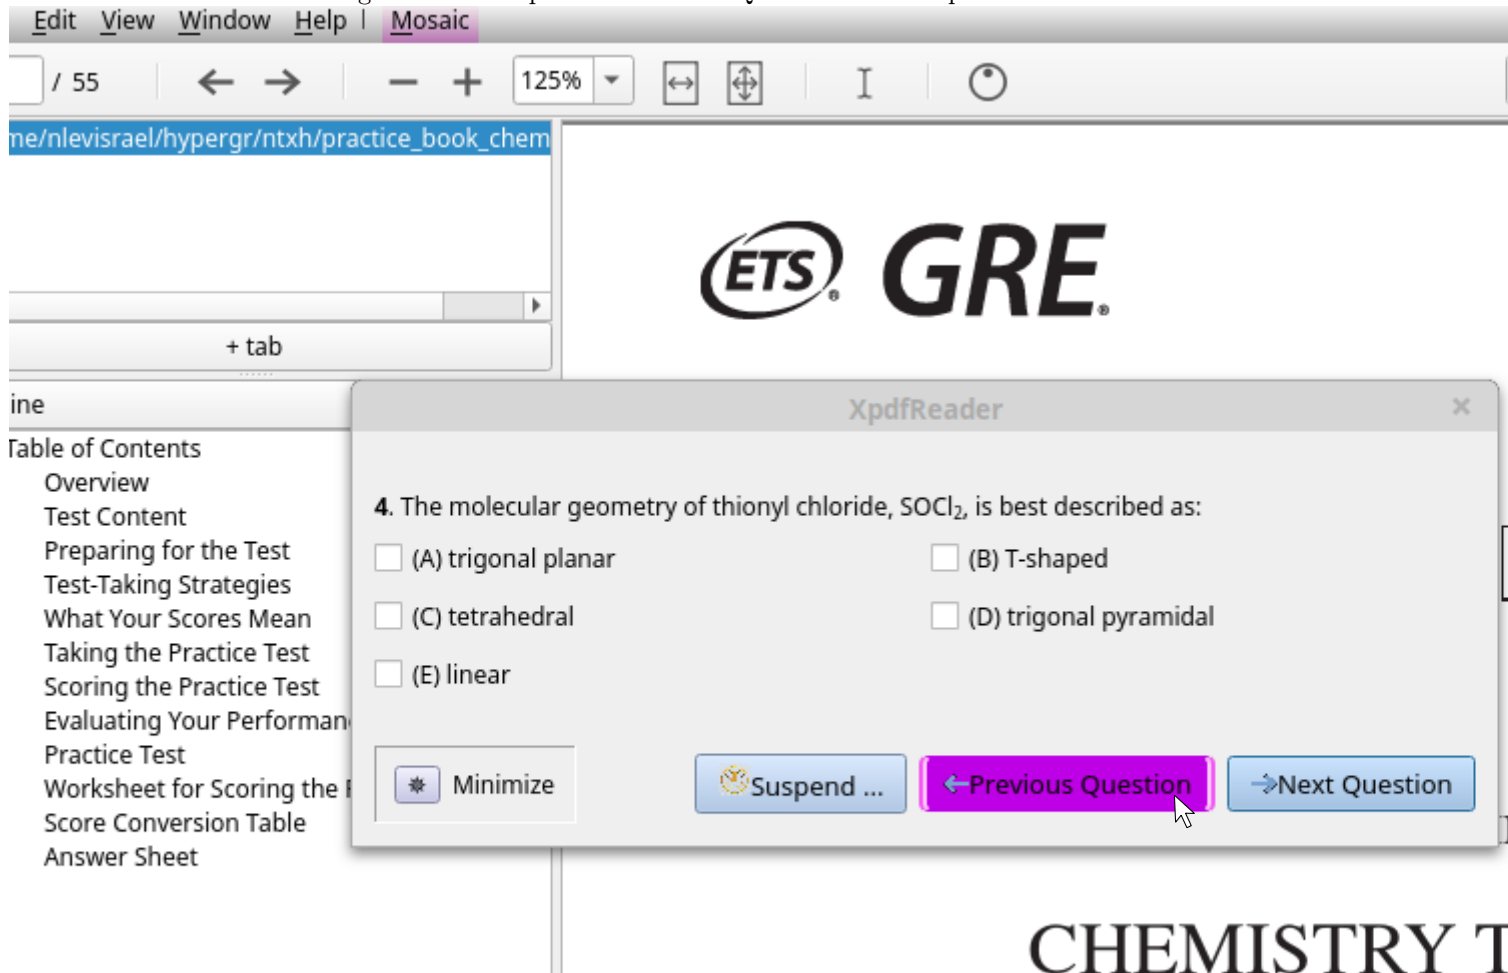 Edit View Window Help | Mosaic
/ 55
125%
me/nlevisrael/hypergr/ntxh/practice_book_chem
ETS® GRE®
+ tab
ine
XpdfReader
Table of Contents
Overview
Test Content
Preparing for the Test
Test-Taking Strategies
What Your Scores Mean
Taking the Practice Test
Scoring the Practice Test
Evaluating Your Performan
Practice Test
Worksheet for Scoring the
Score Conversion Table
Answer Sheet
4. The molecular geometry of thionyl chloride, SOCl₂, is best described as:
(A) trigonal planar
(B) T-shaped
(C) tetrahedral
(D) trigonal pyramidal
(E) linear
Minimize
Suspend ...
Previous Question
Next Question
CHEMISTRY T